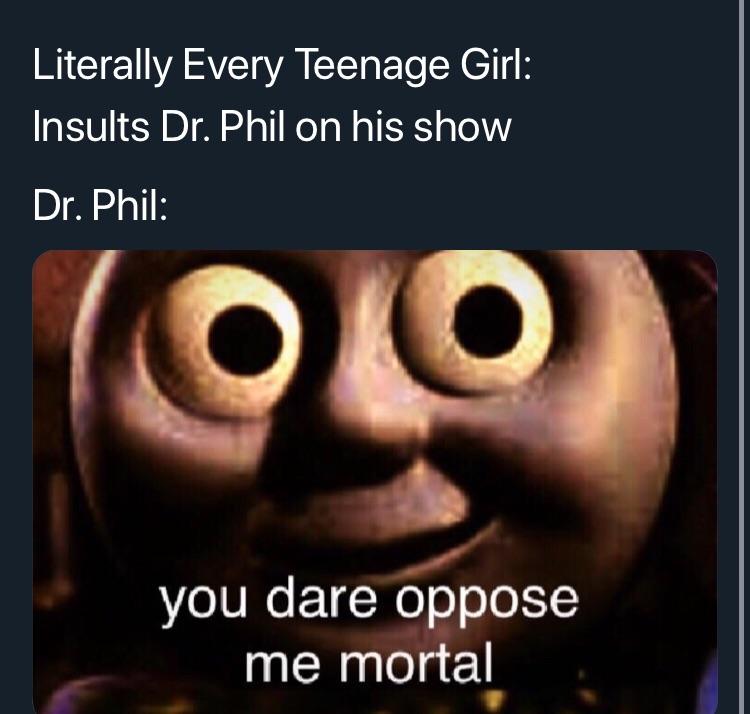 Literally Every Teenage Girl:
Insults Dr. Phil on his show
Dr. Phil:
you dare oppose
me mortal